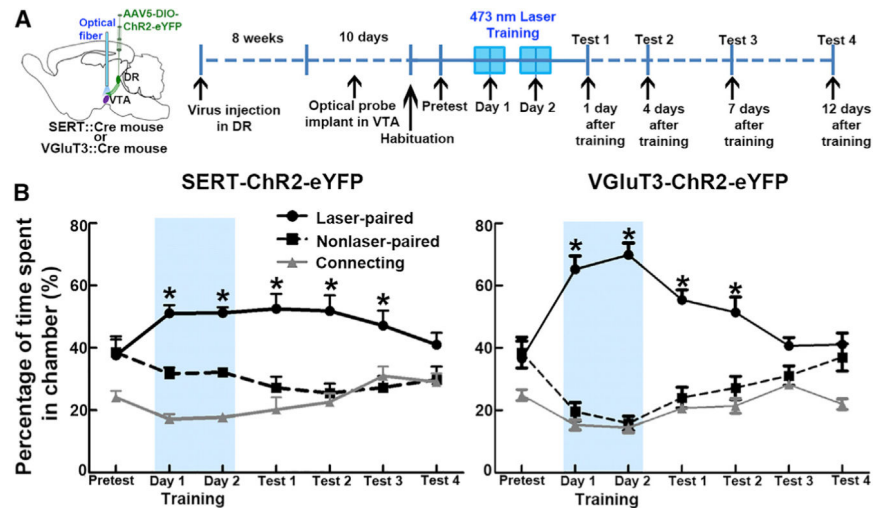 A
AAV5-DIO-
ChR2-eYFP
Optical
fiber
DR
VTA
SERT::Cre mouse
or
VGluT3::Cre mouse
8 weeks
10 days
473 nm Laser
Training
Test 1
Test 2
Test 3
Test 4
Virus injection
in DR
Optical probe
implant in VTA
Habituation
Pretest
Day 1
Day 2
1 day
after
training
4 days
after
training
7 days
after
training
12 days
after
training
B
SERT-ChR2-eYFP
VGluT3-ChR2-eYFP
Percentage of time spent
in chamber (%)
80
60
40
20
0
Laser-paired
Nonlaser-paired
Connecting
* * * * *
Pretest Day 1 Day 2 Test 1 Test 2 Test 3 Test 4
Training
80
60
40
20
0
* * * *
Pretest Day 1 Day 2 Test 1 Test 2 Test 3 Test 4
Training